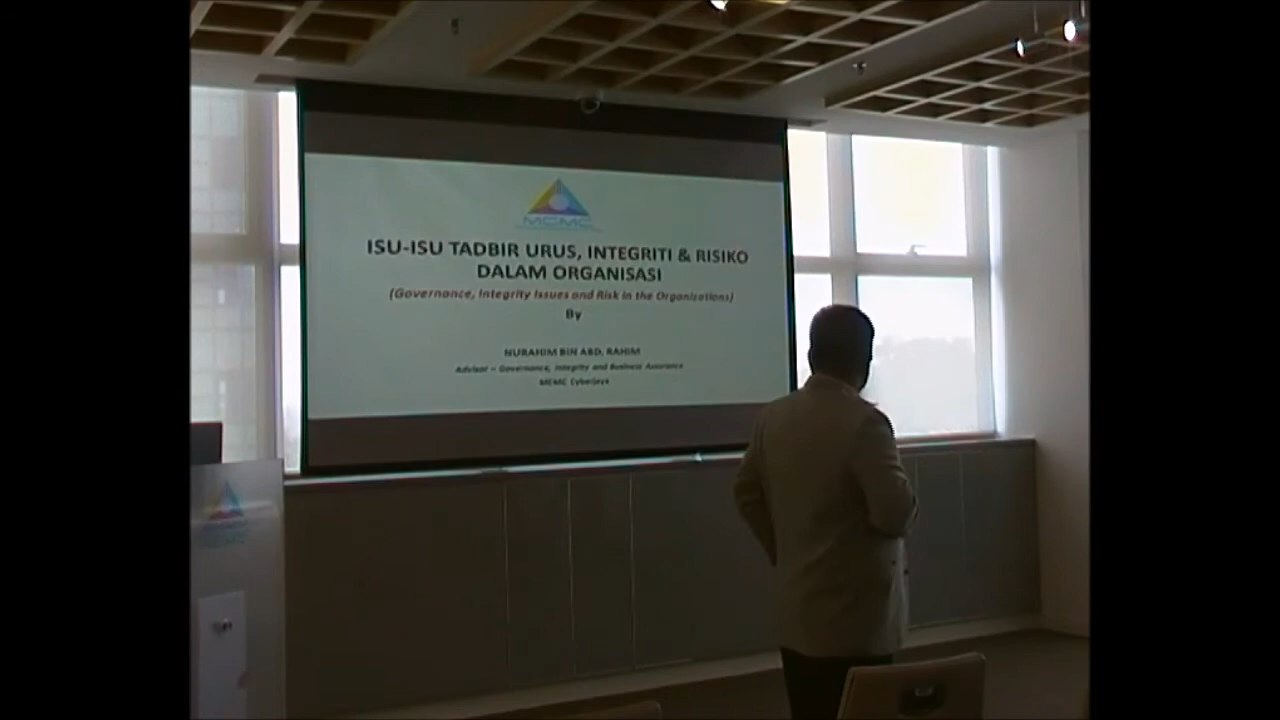 MCMC
ISU-ISU TADBIR URUS, INTEGRITI & RISIKO
DALAM ORGANISASI
(Governance, Integrity Issues and Risk in the Organizations)
By
NURAHIM BIN ABD. RAHIM
Advisor – Governance, Integrity and Business Assurance
MCMC Cyberjaya
MCMC